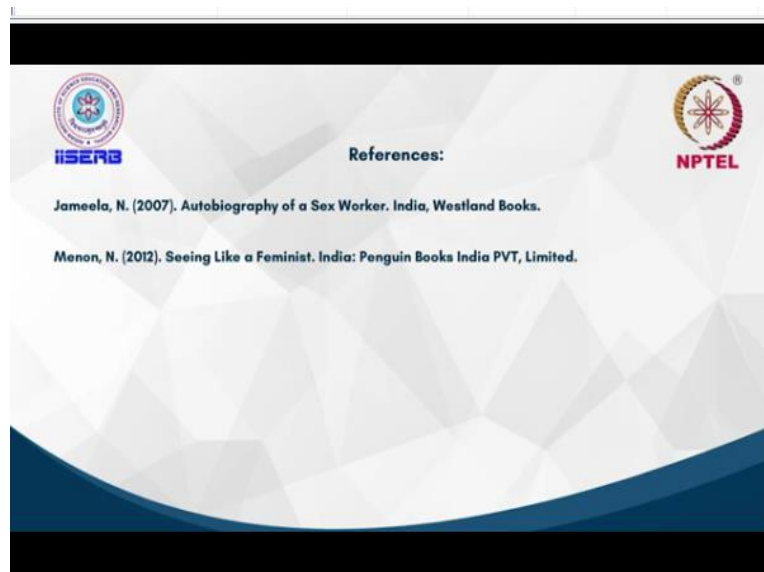 IISERB
References:
NPTEL
Jameela, N. (2007). Autobiography of a Sex Worker. India, Westland Books.
Menon, N. (2012). Seeing Like a Feminist. India: Penguin Books India PVT, Limited.